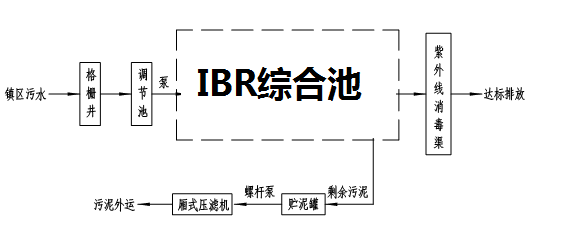 镇区污水
格栅井
调节池
泵
IBR综合池
紫外线消毒渠
达标排放
污泥外运
厢式压滤机
螺杆泵
贮泥罐
剩余污泥